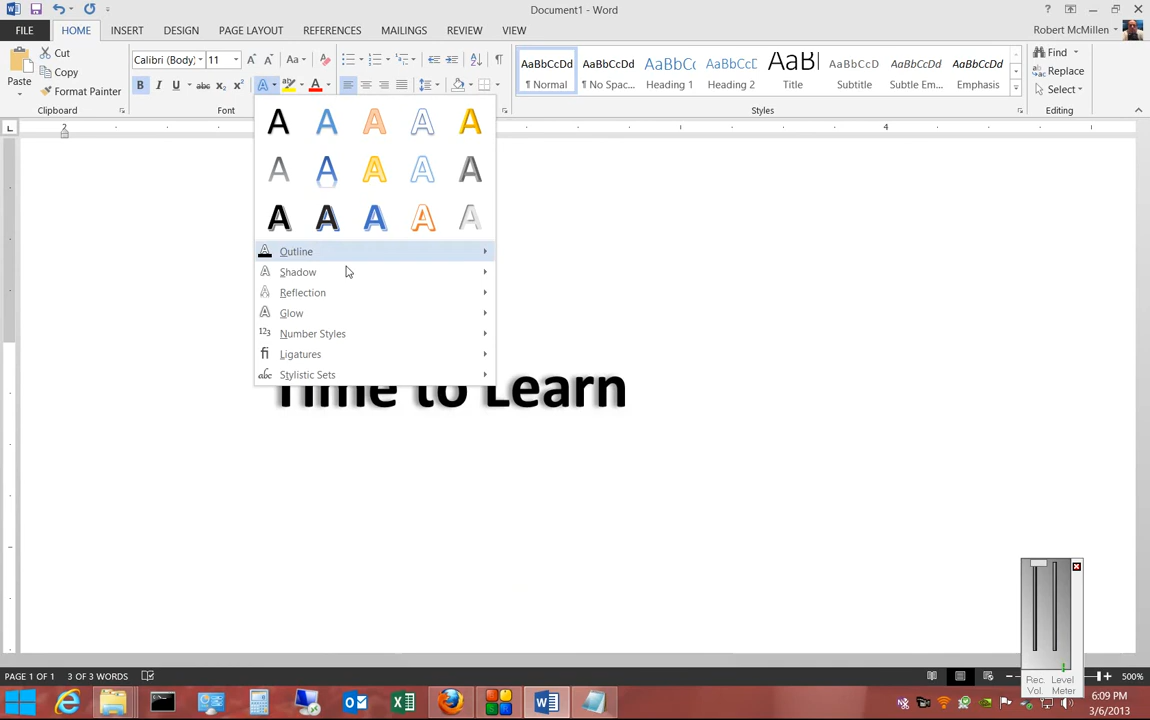 Document1 - Word
FILE HOME INSERT DESIGN PAGE LAYOUT REFERENCES MAILINGS REVIEW VIEW
Robert McMillen
Paste
Cut
Copy
Format Painter
Clipboard
Calibri (Body) 11
Font
AaBbCcDd AaBbCcDd AaBbCc AaBbCcD AaBl AaBbCcD AaBbCcDd AaBbCcDd
¶ Normal ¶ No Spac... Heading 1 Heading 2 Title Subtitle Subtle Em... Emphasis
Styles
Find
Replace
Select
Editing
2 4
A A A A A
A A A A A
A A A A A
Outline
Shadow
Reflection
Glow
Number Styles
Ligatures
Stylistic Sets
Time to Learn
Rec. Vol.
Level Meter
PAGE 1 OF 1 3 OF 3 WORDS
500%
6:09 PM
3/6/2013